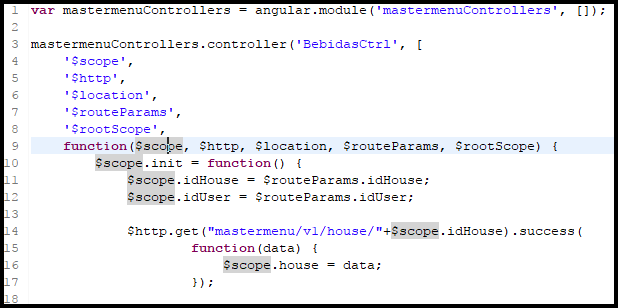 1 var mastermenuControllers = angular.module('mastermenuControllers', []);
2
3 mastermenuControllers.controller('BebidasCtrl', [
4     '$scope',
5     '$http',
6     '$location',
7     '$routeParams',
8     '$rootScope',
9     function($scope, $http, $location, $routeParams, $rootScope) {
10         $scope.init = function() {
11             $scope.idHouse = $routeParams.idHouse;
12             $scope.idUser = $routeParams.idUser;
13
14             $http.get("mastermenu/v1/house/"+$scope.idHouse).success(
15                     function(data) {
16                         $scope.house = data;
17                     });
18